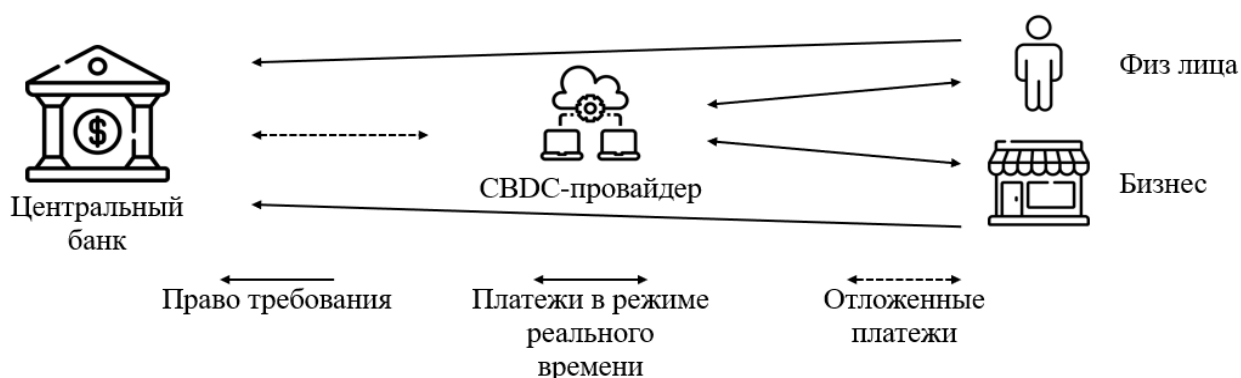 Физ лица
CBDC-провайдер
Бизнес
Центральный
банк
Право требования
Платежи в режиме
реального
времени
Отложенные
платежи